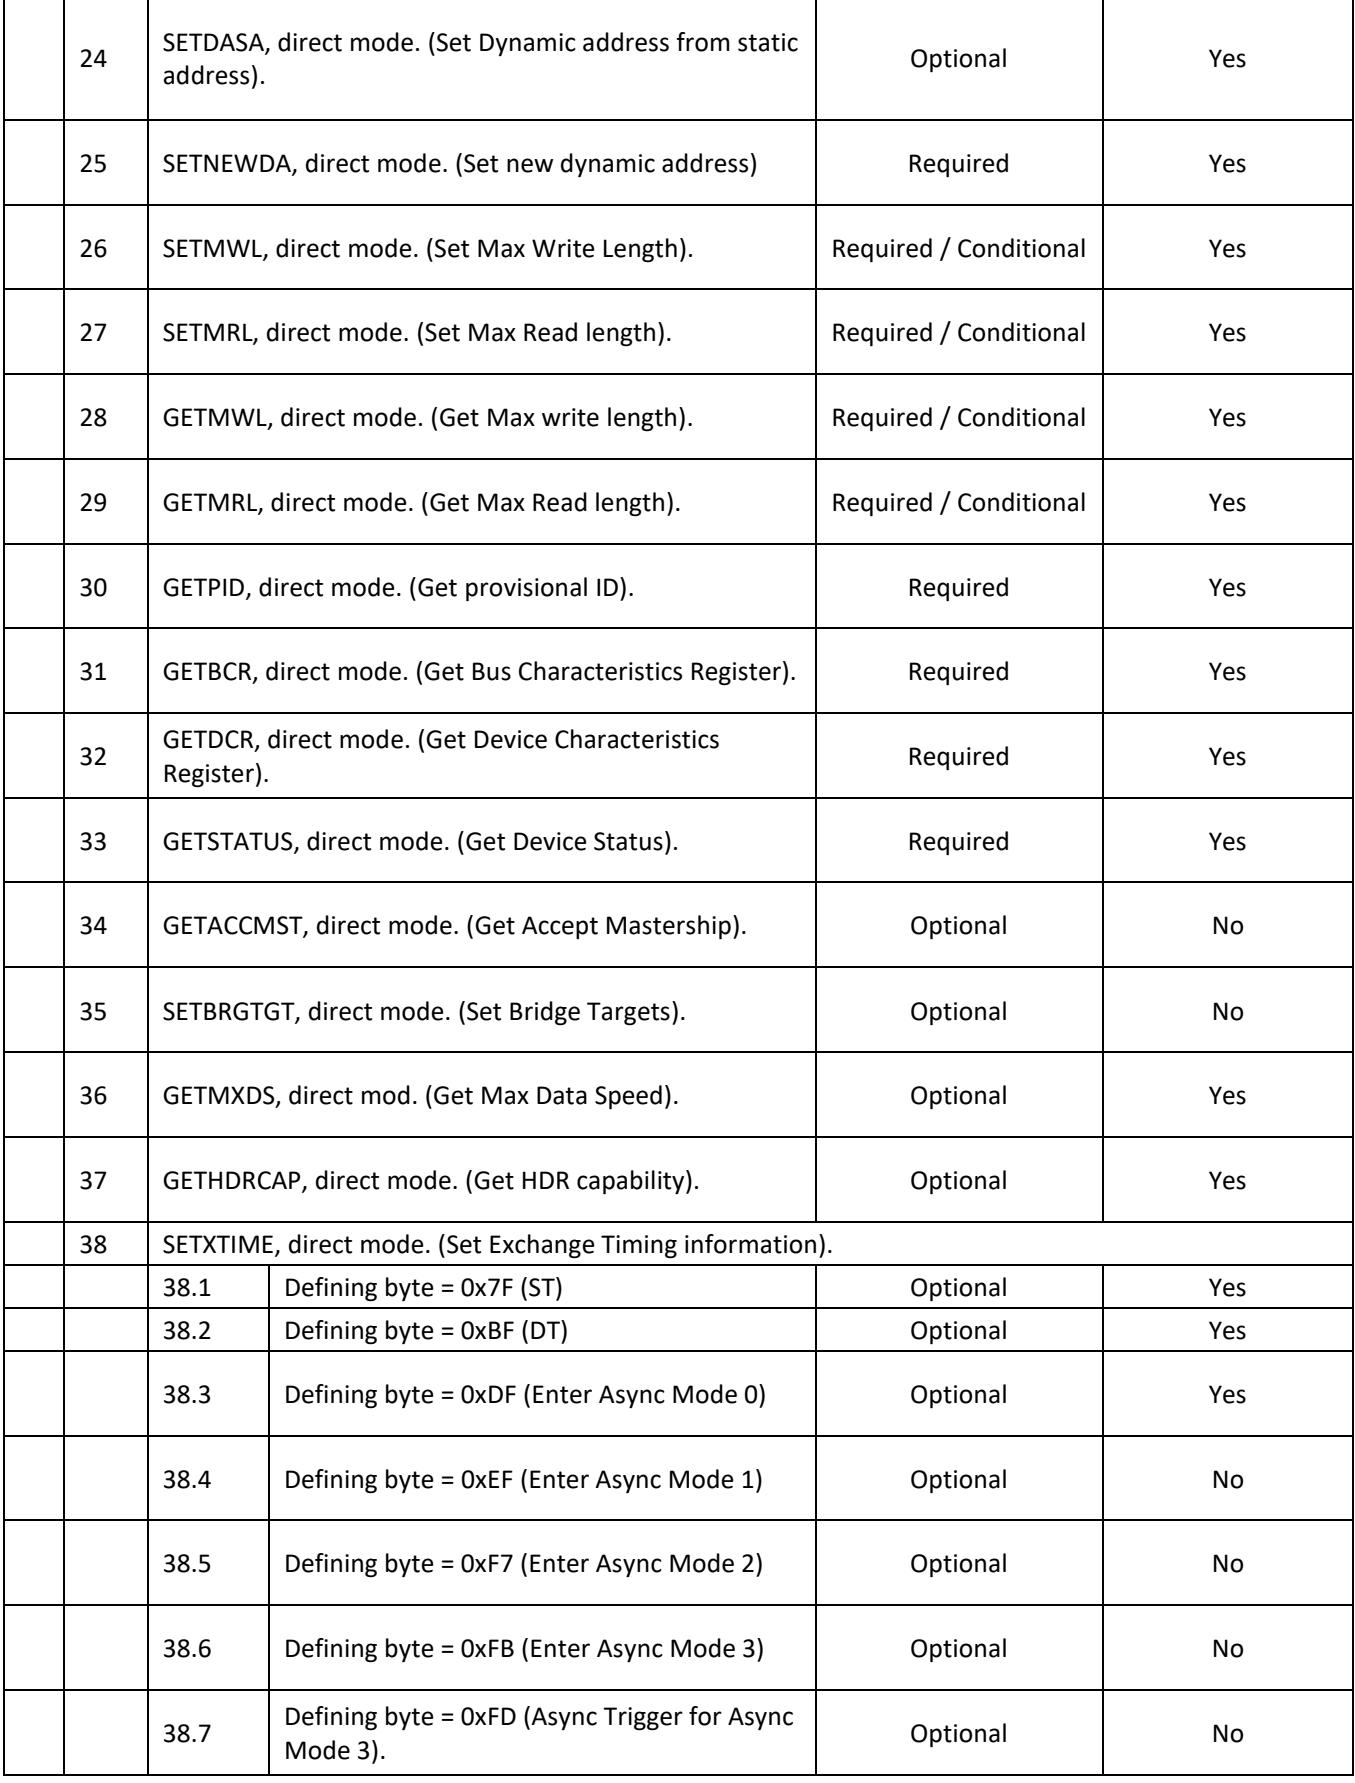 24 SETDASA, direct mode. (Set Dynamic address from static Optional Yes
address).
25 SETNEWDA, direct mode. (Set new dynamic address) Required Yes
26 SETMWL, direct mode. (Set Max Write Length). Required / Conditional Yes
27 SETMRL, direct mode. (Set Max Read length). Required / Conditional Yes
28 GETMWL, direct mode. (Get Max write length). Required / Conditional Yes
29 GETMRL, direct mode. (Get Max Read length). Required / Conditional Yes
30 GETPID, direct mode. (Get provisional ID). Required Yes
31 GETBCR, direct mode. (Get Bus Characteristics Register). Required Yes
32 GETDCR, direct mode. (Get Device Characteristics Required Yes
Register).
33 GETSTATUS, direct mode. (Get Device Status). Required Yes
34 GETACCMST, direct mode. (Get Accept Mastership). Optional No
35 SETBRGTGT, direct mode. (Set Bridge Targets). Optional No
36 GETMXDS, direct mod. (Get Max Data Speed). Optional Yes
37 GETHDRCAP, direct mode. (Get HDR capability). Optional Yes
38 SETXTIME, direct mode. (Set Exchange Timing information).
38.1 Defining byte = 0x7F (ST) Optional Yes
38.2 Defining byte = 0xBF (DT) Optional Yes
38.3 Defining byte = 0xDF (Enter Async Mode 0) Optional Yes
38.4 Defining byte = 0xEF (Enter Async Mode 1) Optional No
38.5 Defining byte = 0xF7 (Enter Async Mode 2) Optional No
38.6 Defining byte = 0xFB (Enter Async Mode 3) Optional No
38.7 Defining byte = 0xFD (Async Trigger for Async Optional No
Mode 3).